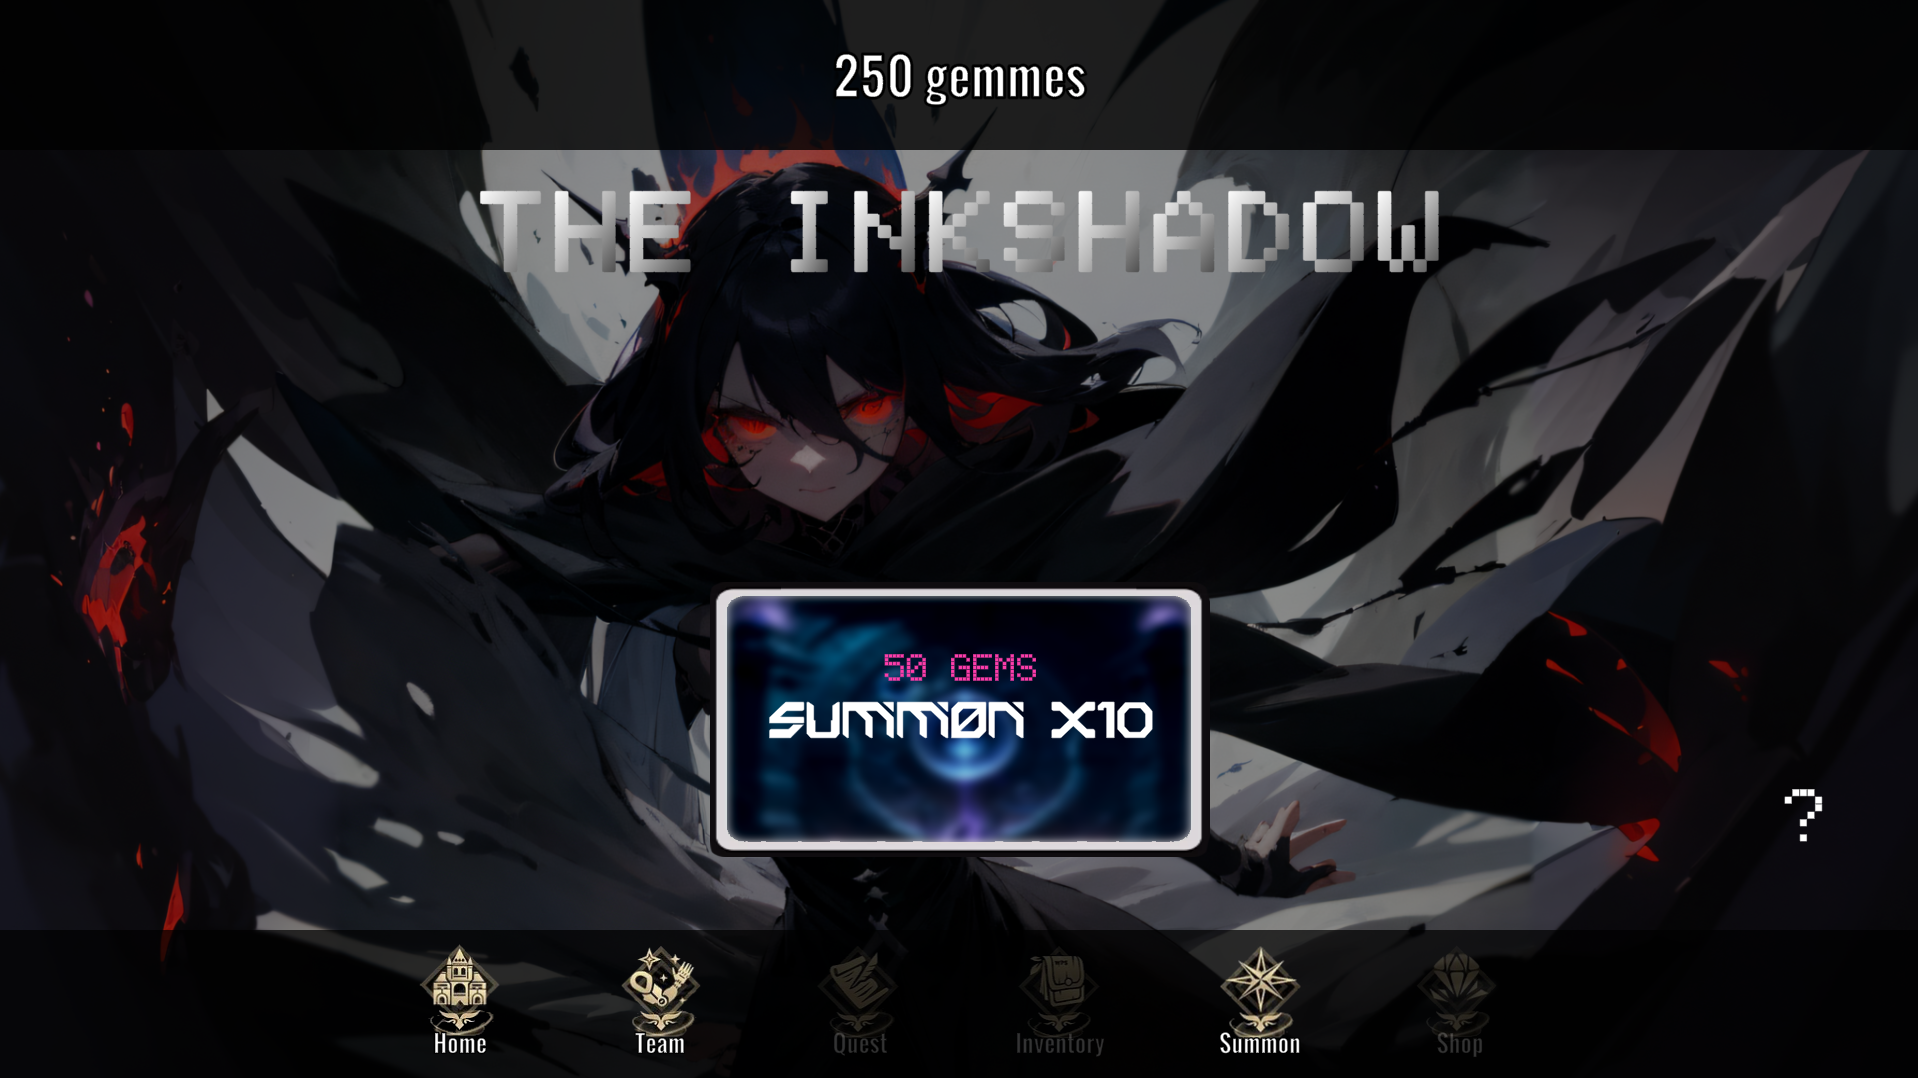 250 gemmes
THE INKSHADOW
50 GEMS
SUMMON X10
?
Home Team Quest Inventory Summon Shop